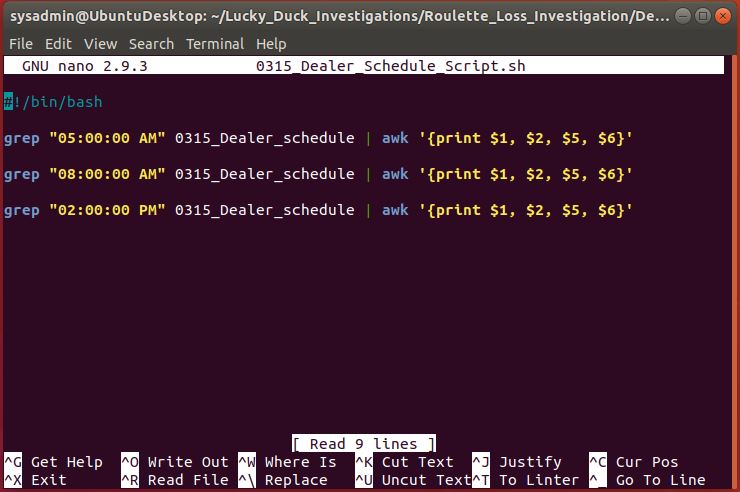 sysadmin@UbuntuDesktop: ~/Lucky_Duck_Investigations/Roulette_Loss_Investigation/De...
File Edit View Search Terminal Help
GNU nano 2.9.3 0315_Dealer_Schedule_Script.sh
#!/bin/bash
grep "05:00:00 AM" 0315_Dealer_schedule | awk '{print $1, $2, $5, $6}'
grep "08:00:00 AM" 0315_Dealer_schedule | awk '{print $1, $2, $5, $6}'
grep "02:00:00 PM" 0315_Dealer_schedule | awk '{print $1, $2, $5, $6}'
[ Read 9 lines ]
^G Get Help ^O Write Out ^W Where Is ^K Cut Text ^J Justify ^C Cur Pos
^X Exit ^R Read File ^\ Replace ^U Uncut Text ^T To Linter ^_ Go To Line